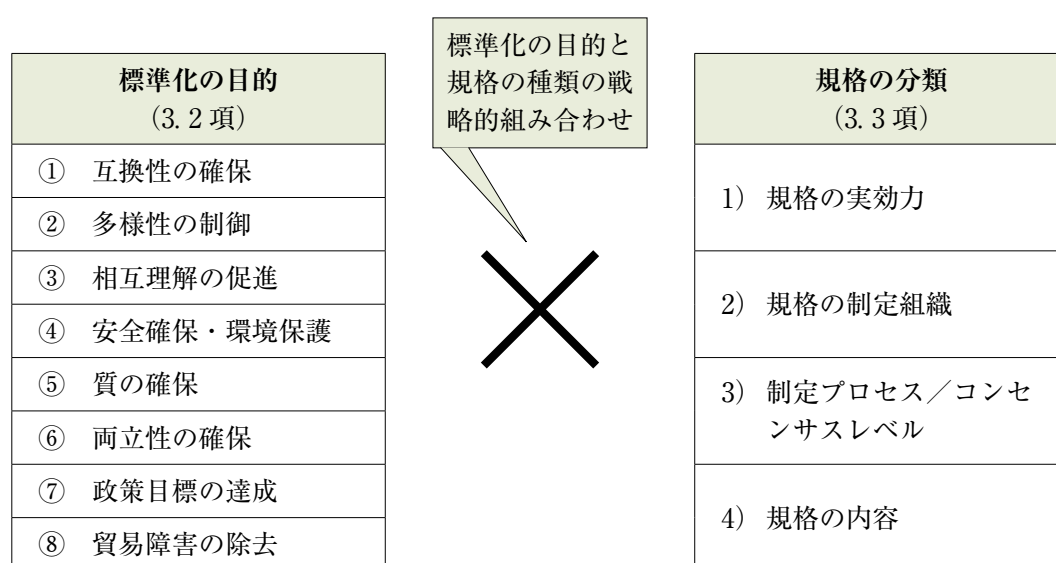 標準化の目的と
規格の種類の戦
略的組み合わせ
標準化の目的
（3. 2 項）
① 互換性の確保
② 多様性の制御
③ 相互理解の促進
④ 安全確保・環境保護
⑤ 質の確保
⑥ 両立性の確保
⑦ 政策目標の達成
⑧ 貿易障害の除去
規格の分類
（3. 3 項）
1） 規格の実効力
2） 規格の制定組織
3） 制定プロセス／コンセ
ンサスレベル
4） 規格の内容